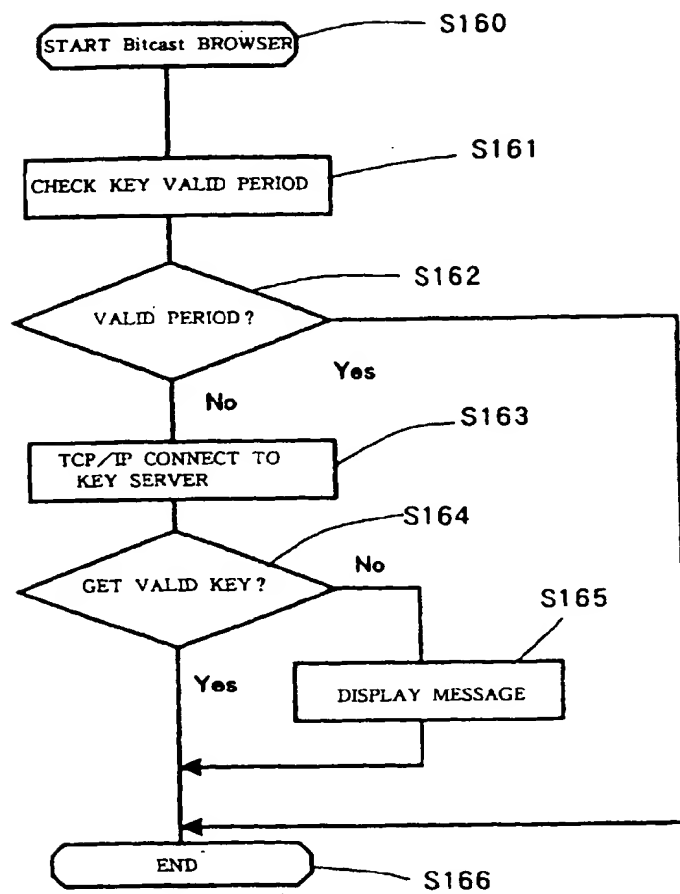 START Bitcast BROWSER
S160
CHECK KEY VALID PERIOD
S161
VALID PERIOD?
S162
Yes
No
TCP/IP CONNECT TO
KEY SERVER
S163
GET VALID KEY?
S164
No
Yes
DISPLAY MESSAGE
S165
END
S166